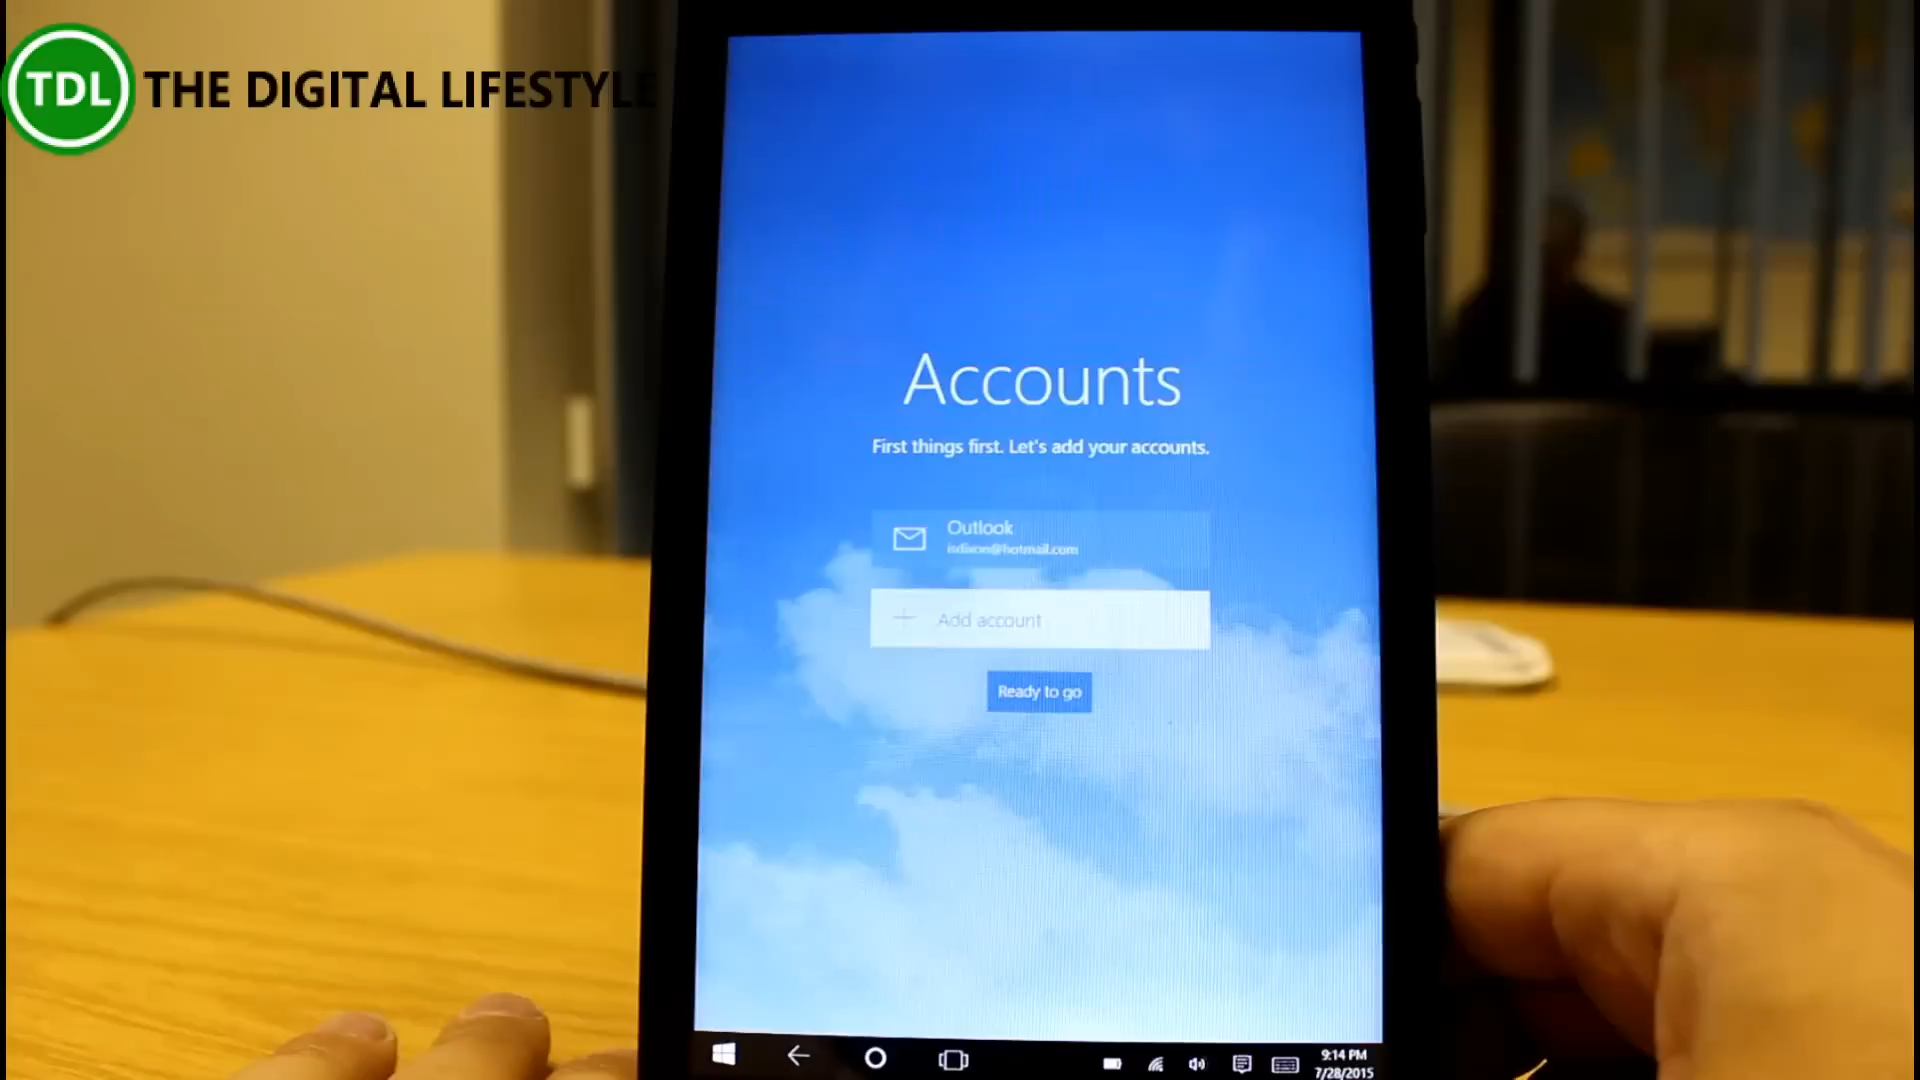 TDL THE DIGITAL LIFESTYLE
Accounts
First things first. Let's add your accounts.
Outlook
Add account
Ready to go
9:14 PM
7/28/2015